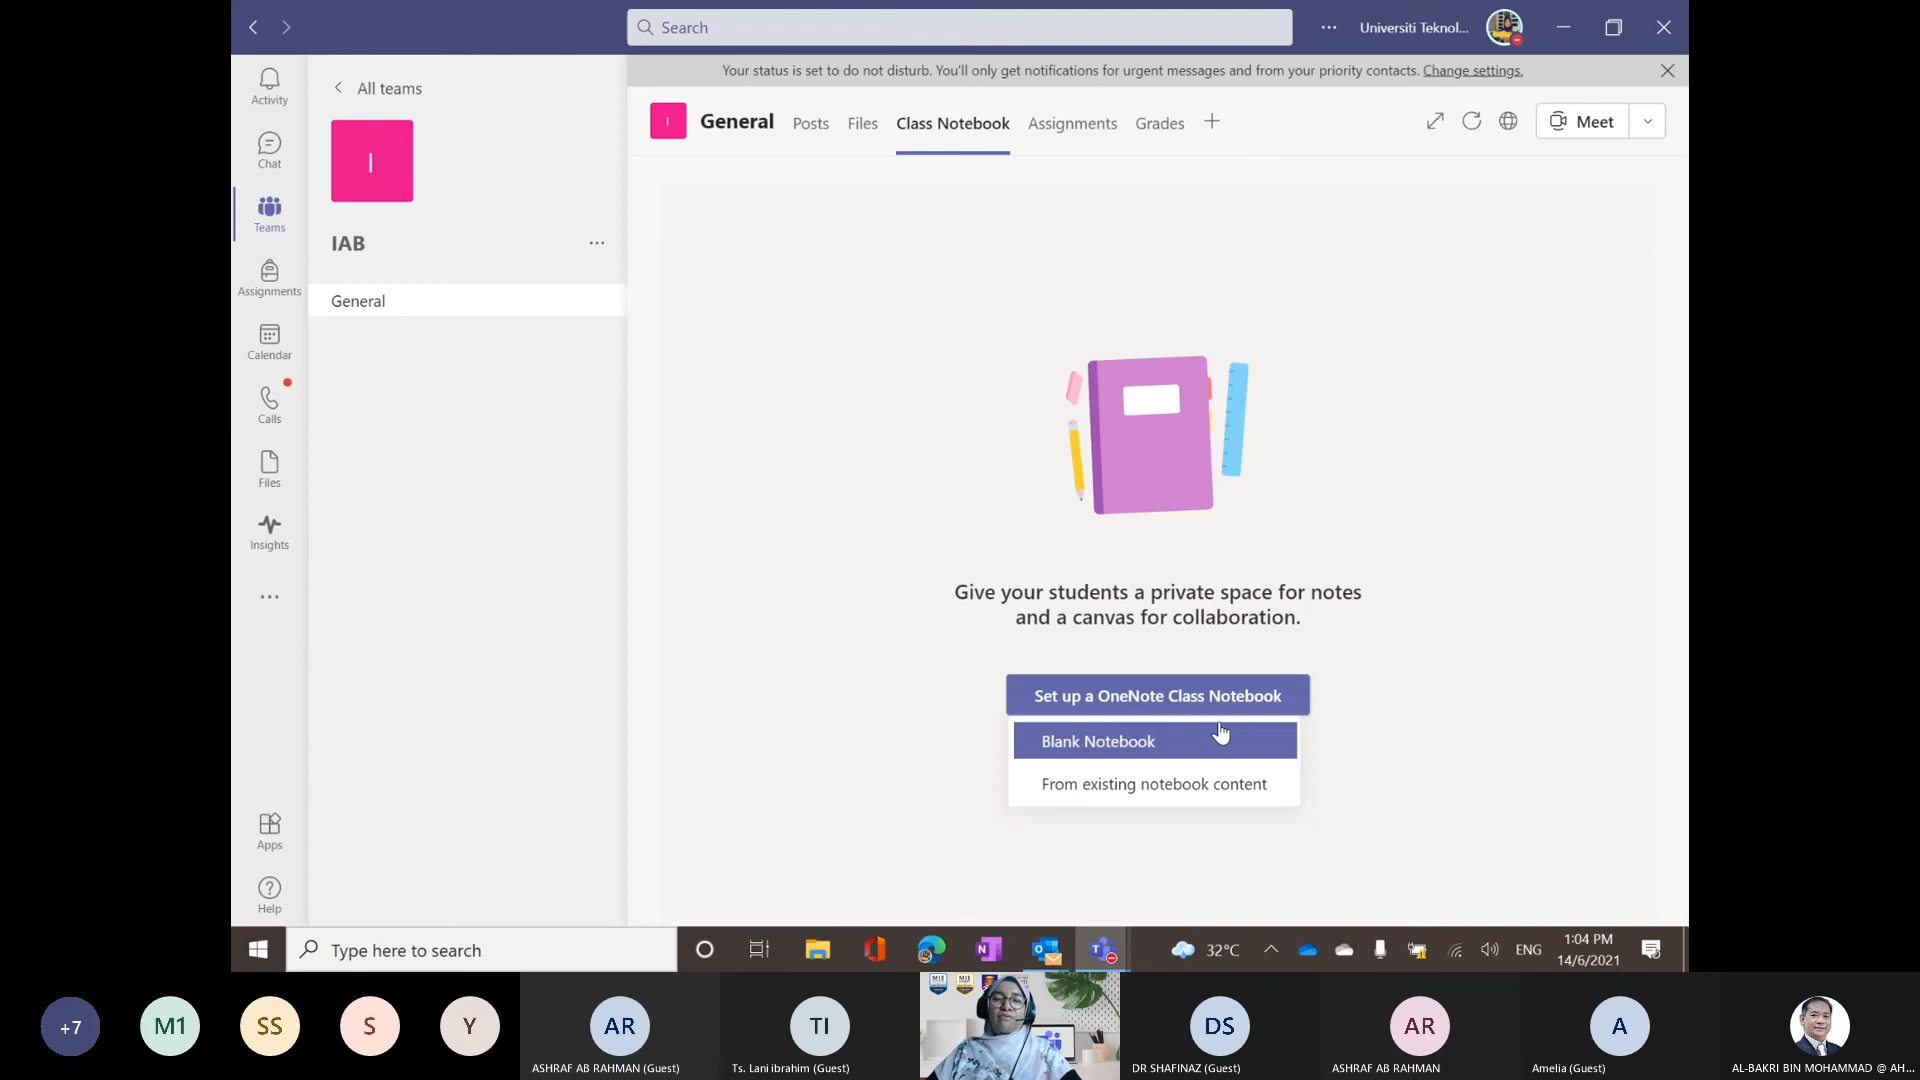 Search
Universiti Teknol...
Your status is set to do not disturb. You'll only get notifications for urgent messages and from your priority contacts. Change settings.
Activity
Chat
Teams
Assignments
Calendar
Calls
Files
Insights
Apps
Help
All teams
I
IAB
General
I
General
Posts
Files
Class Notebook
Assignments
Grades
Meet
Give your students a private space for notes
and a canvas for collaboration.
Set up a OneNote Class Notebook
Blank Notebook
From existing notebook content
Type here to search
32°C
ENG
1:04 PM
14/6/2021
+7
M1
SS
S
Y
AR
ASHRAF AB RAHMAN (Guest)
TI
Ts. Lani ibrahim (Guest)
MIE
MIE
DS
DR SHAFINAZ (Guest)
AR
ASHRAF AB RAHMAN
A
Amelia (Guest)
AL-BAKRI BIN MOHAMMAD @ AH...